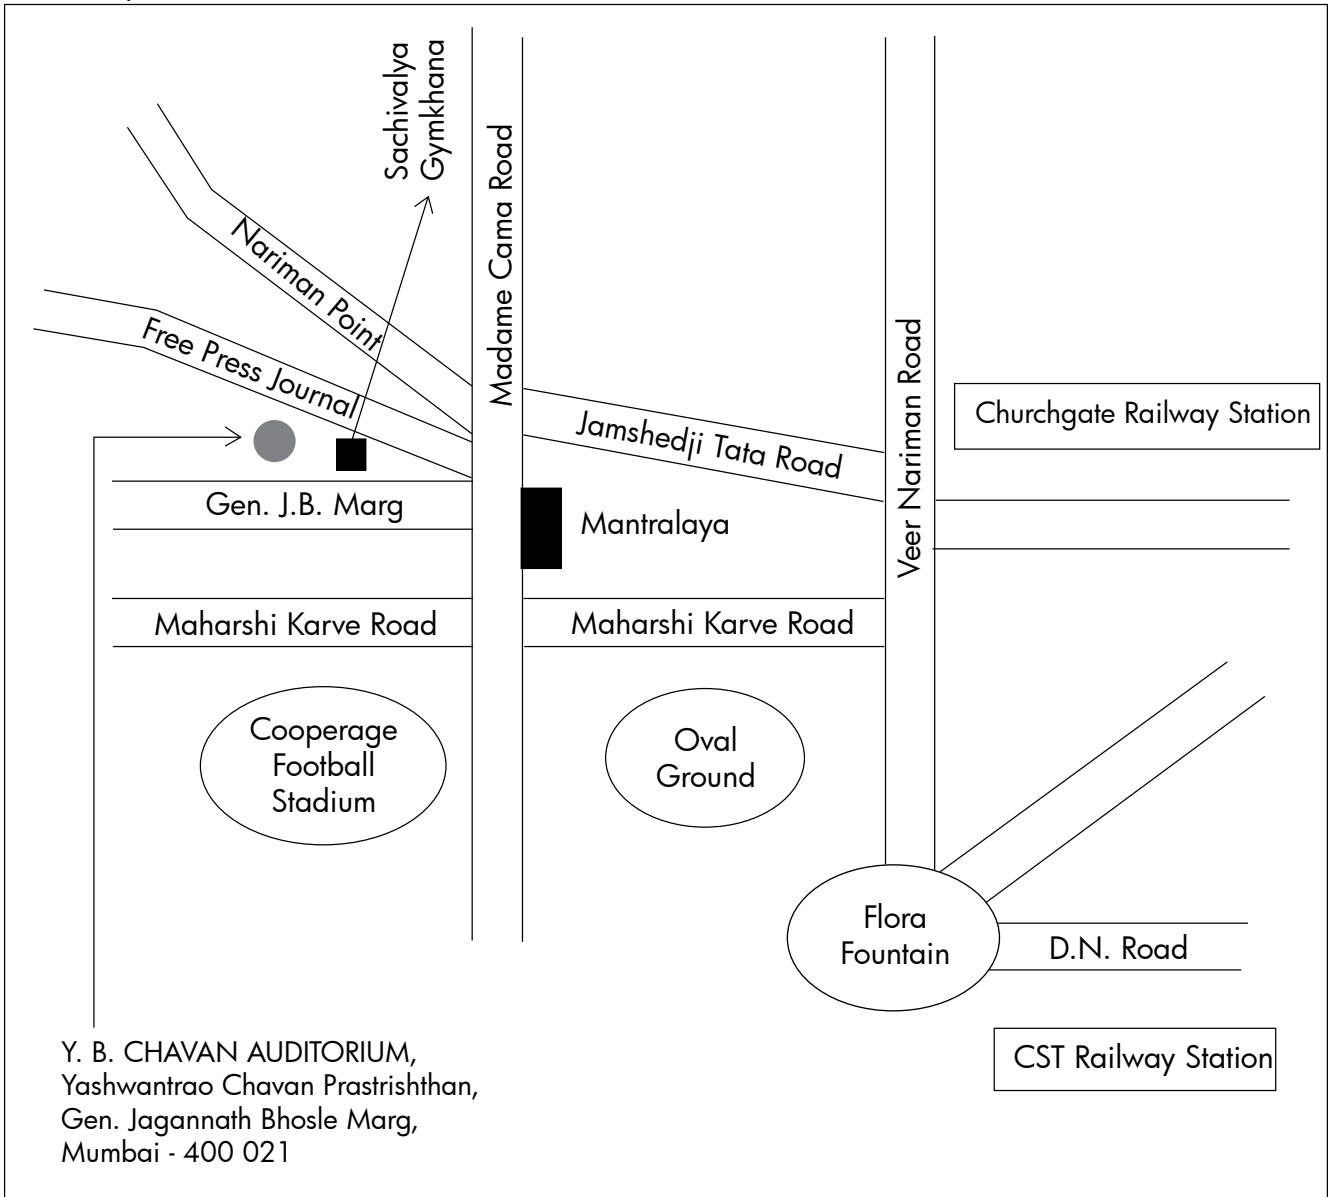 Sachivalya
Gymkhana
Madame Cama Road
Nariman Point
Free Press Journal
Veer Nariman Road
Churchgate Railway Station
Jamshedji Tata Road
Gen. J.B. Marg
Mantralaya
Maharshi Karve Road
Maharshi Karve Road
Cooperage
Football
Stadium
Oval
Ground
Flora
Fountain
D.N. Road
CST Railway Station
Y. B. CHAVAN AUDITORIUM,
Yashwantrao Chavan Prastrishthan,
Gen. Jagannath Bhosle Marg,
Mumbai - 400 021